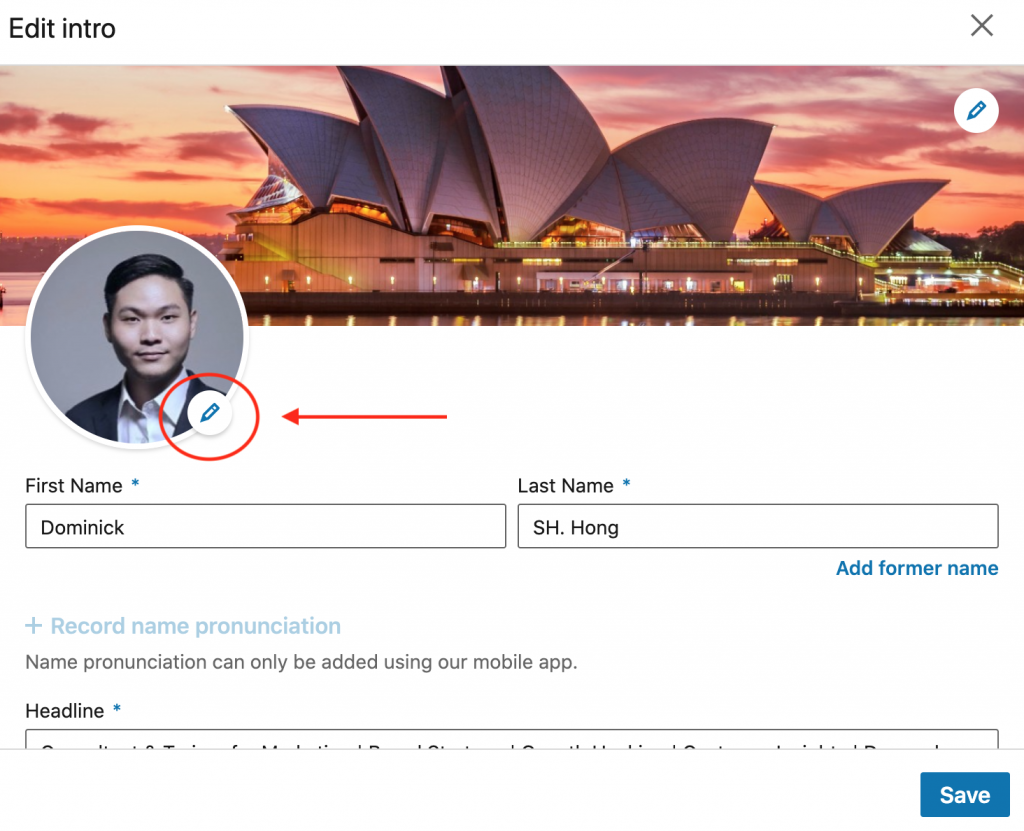 Edit intro
First Name *
Last Name *
Dominick
SH. Hong
Add former name
+ Record name pronunciation
Name pronunciation can only be added using our mobile app.
Headline *
Save